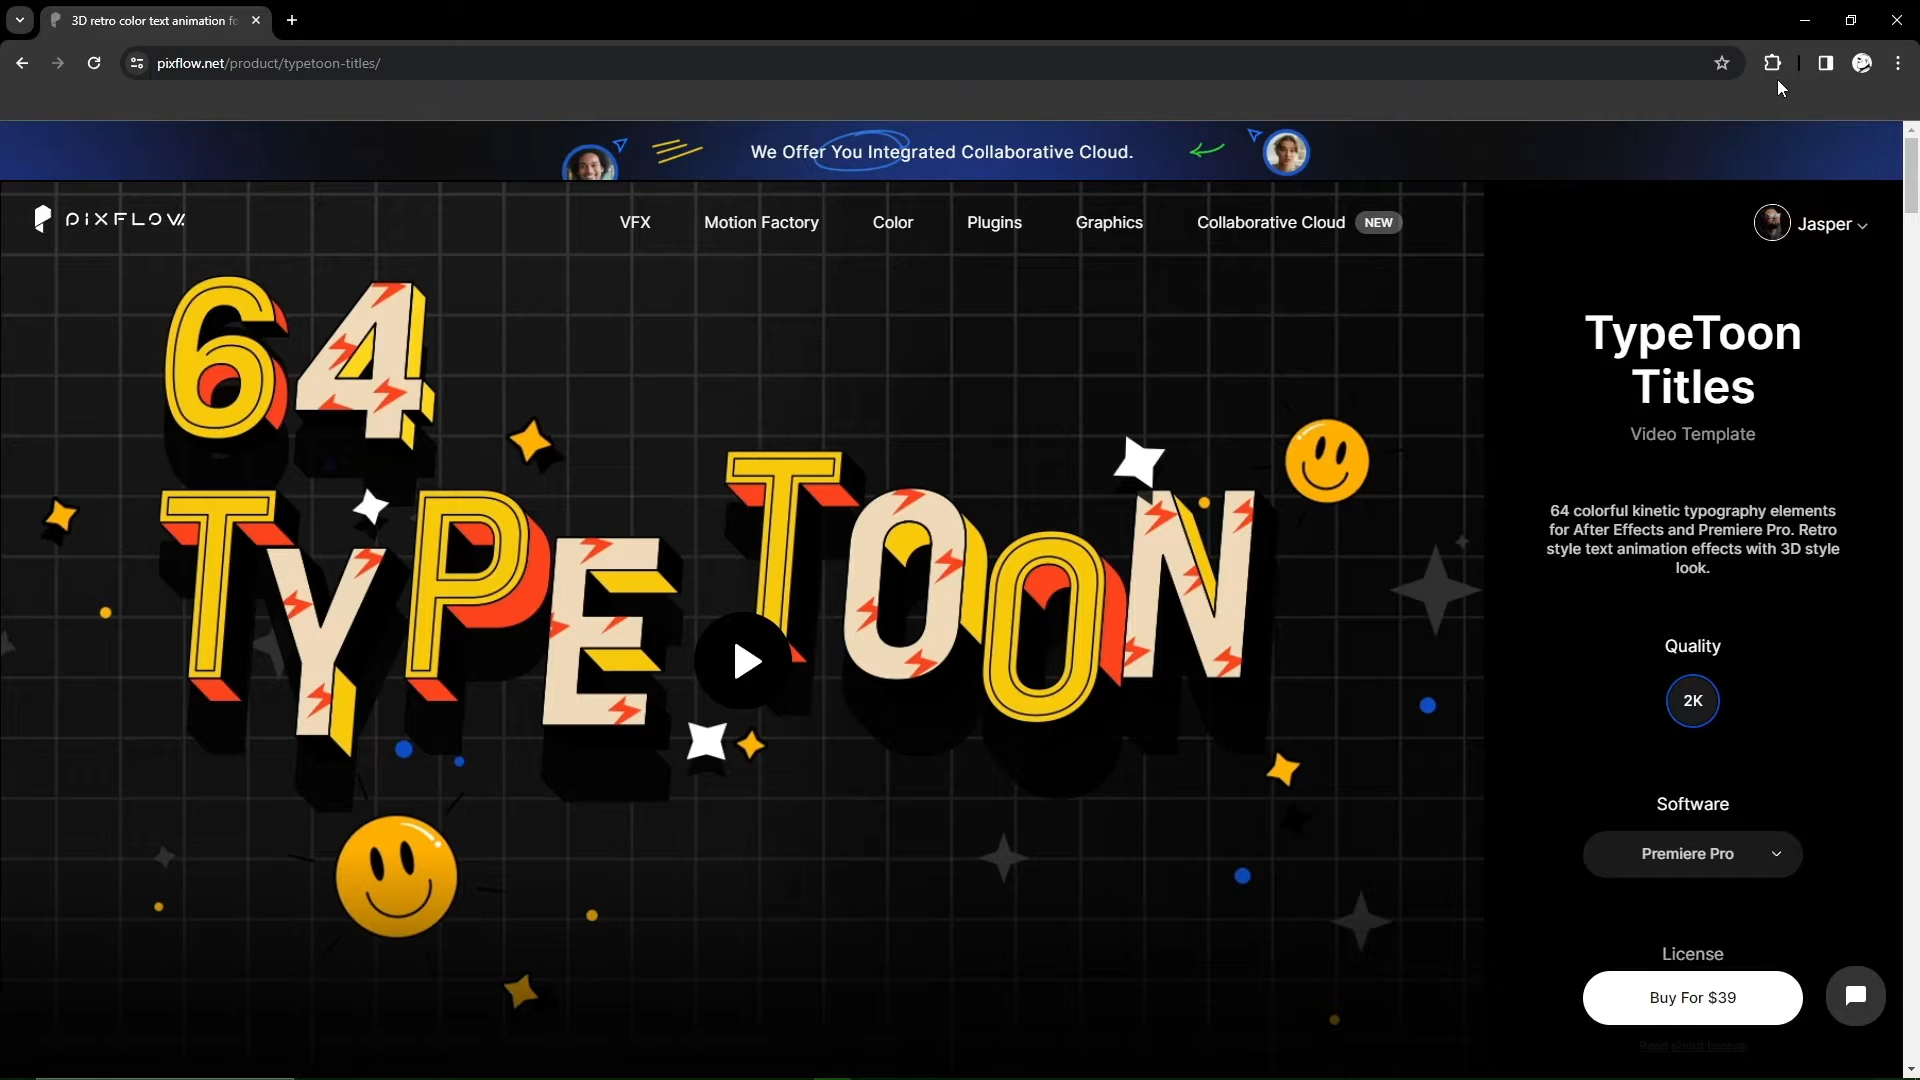 3D retro color text animation fo
pixflow.net/product/typetoon-titles/
We Offer You Integrated Collaborative Cloud.
PIXFLOW
VFX
Motion Factory
Color
Plugins
Graphics
Collaborative Cloud NEW
Jasper
64
TYPE TOON
TypeToon
Titles
Video Template
64 colorful kinetic typography elements
for After Effects and Premiere Pro. Retro
style text animation effects with 3D style
look.
Quality
2K
Software
Premiere Pro
License
Buy For $39
Read about license